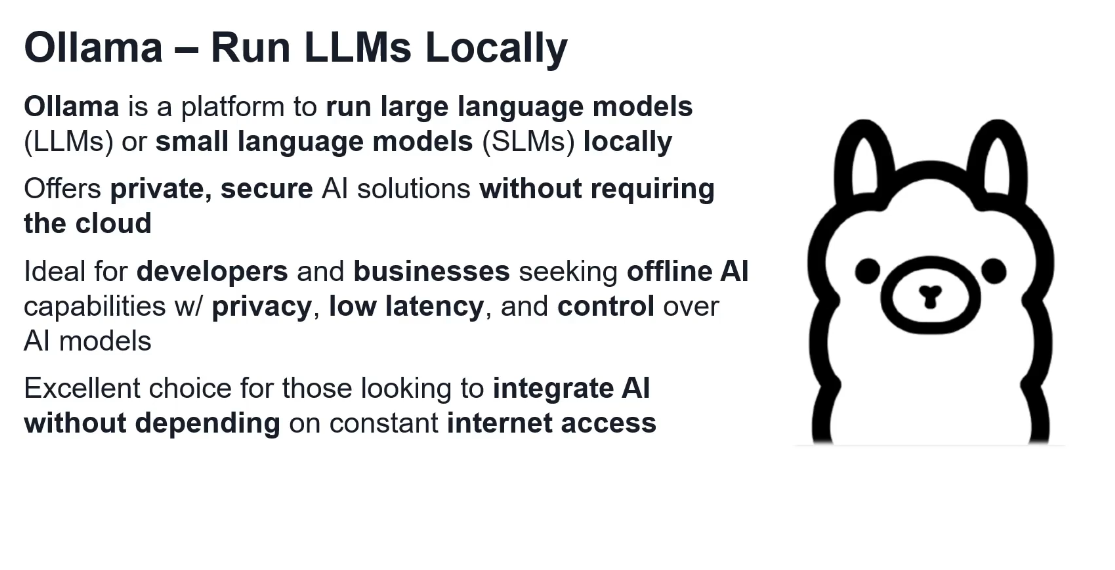 Ollama – Run LLMs Locally
Ollama is a platform to run large language models
(LLMs) or small language models (SLMs) locally
Offers private, secure AI solutions without requiring
the cloud
Ideal for developers and businesses seeking offline AI
capabilities w/ privacy, low latency, and control over
AI models
Excellent choice for those looking to integrate AI
without depending on constant internet access